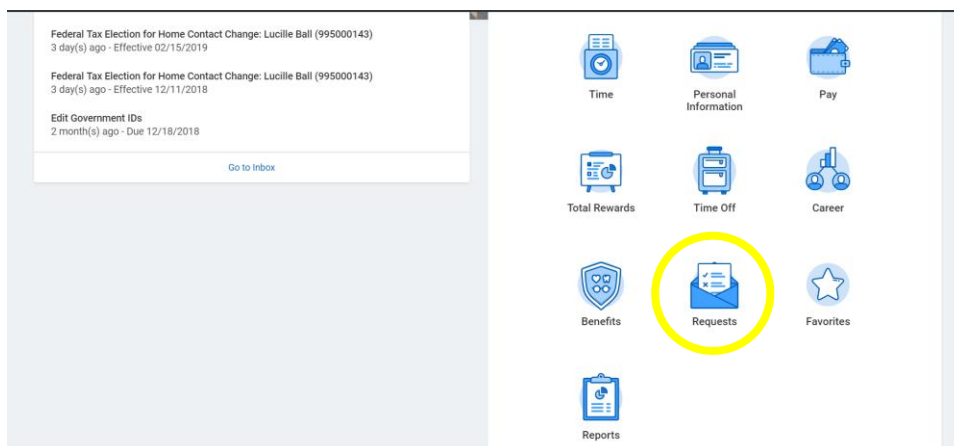 Federal Tax Election for Home Contact Change: Lucille Ball (995000143)
3 day(s) ago - Effective 02/15/2019
Federal Tax Election for Home Contact Change: Lucille Ball (995000143)
3 day(s) ago - Effective 12/11/2018
Edit Government IDs
2 month(s) ago - Due 12/18/2018
Go to Inbox
Time
Personal
Information
Pay
Total Rewards
Time Off
Career
Benefits
Requests
Favorites
Reports